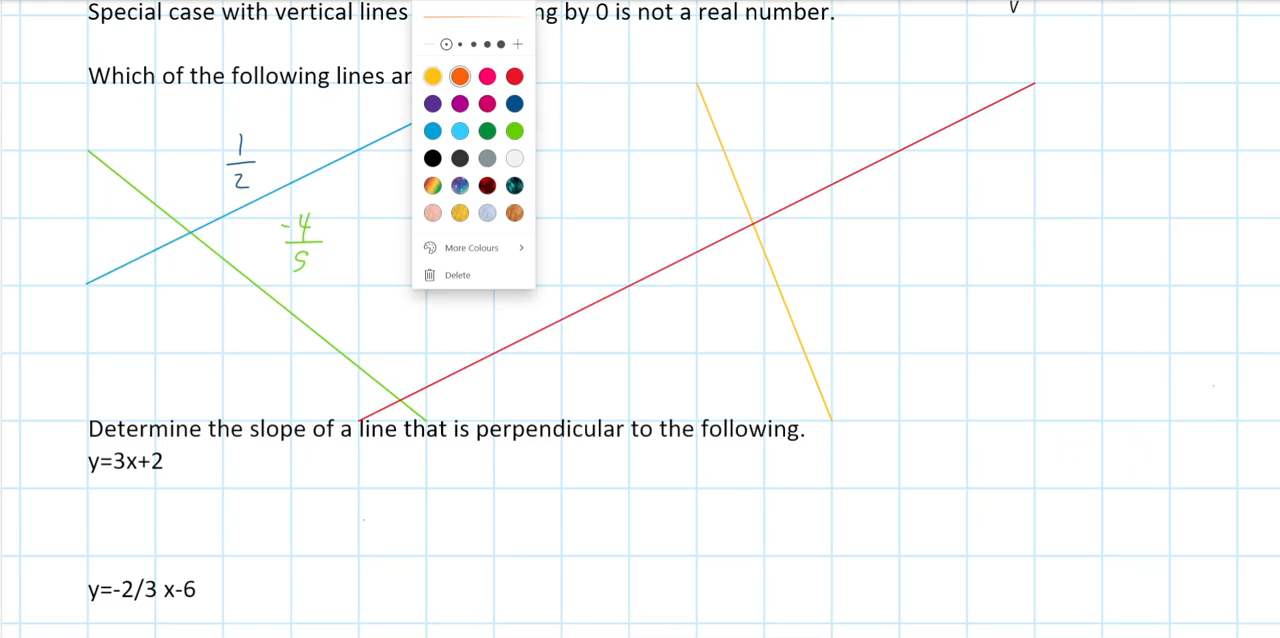 Special case with vertical lines ng by 0 is not a real number.
Which of the following lines ar
1
2
-4
5
More Colours
Delete
Determine the slope of a line that is perpendicular to the following.
y=3x+2
y=-2/3 x-6